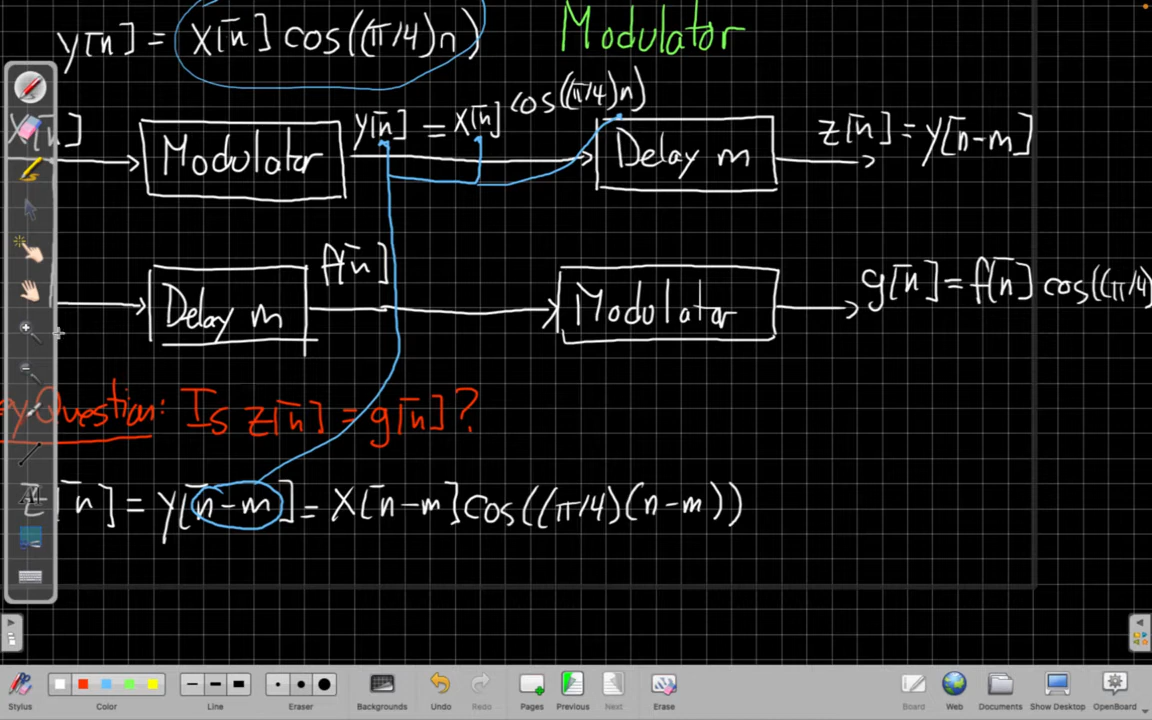 y[n] = x[n] cos((π/4)n) Modulator
x[n] Modulator y[n] = x[n] cos((π/4)n) Delay m z[n] = y[n-m]
Delay m f[n] Modulator g[n] = f[n] cos((π/4)
ey Question: Is z[n] = g[n]?
z[n] = y[n-m] = x[n-m] cos((π/4)(n-m))
Stylus Color Line Eraser Backgrounds Undo Redo Pages Previous Next Erase Board Web Documents Show Desktop OpenBoard